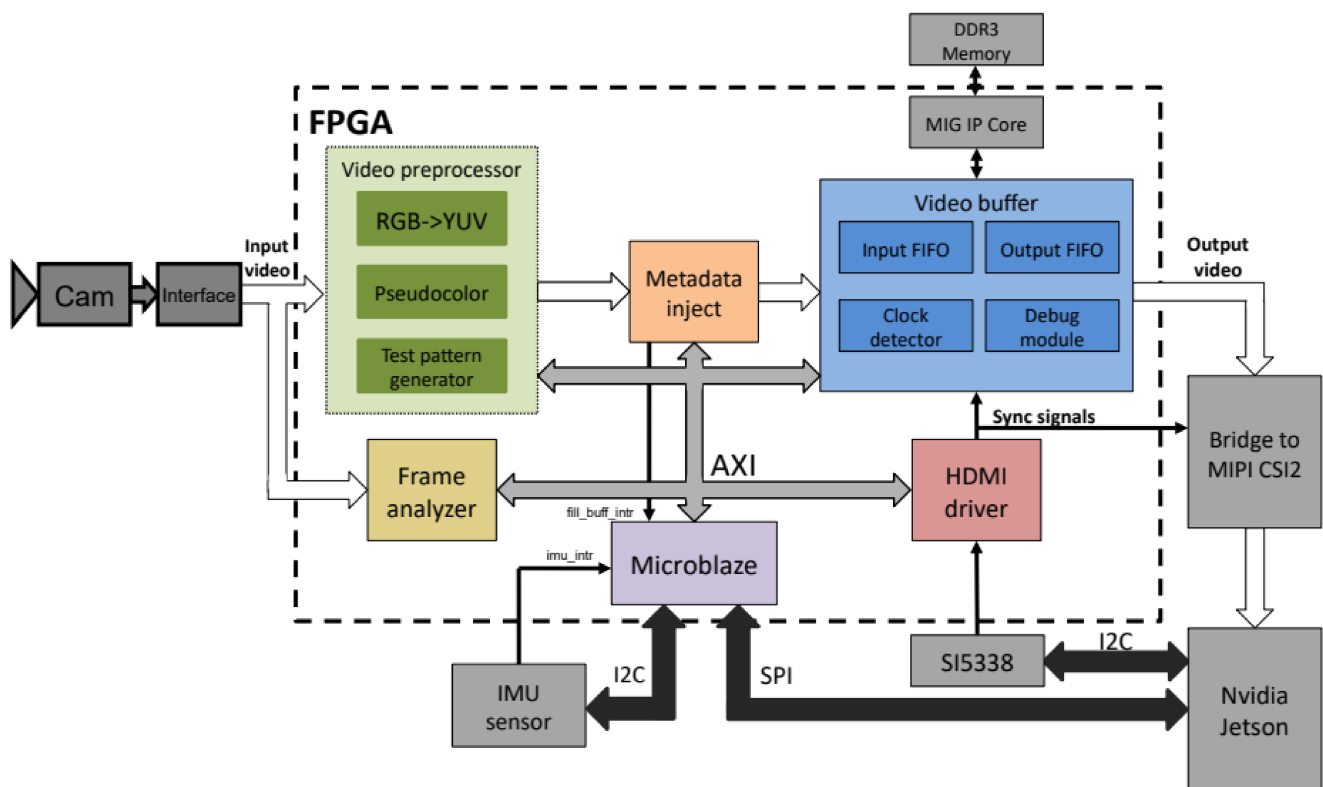 DDR3
Memory
MIG IP Core
FPGA
Video preprocessor
RGB->YUV
Pseudocolor
Test pattern
generator
Input
video
Cam
Interface
Metadata
inject
Video buffer
Input FIFO
Output FIFO
Clock
detector
Debug
module
Output
video
Sync signals
Bridge to
MIPI CSI2
Frame
analyzer
AXI
HDMI
driver
fill_buff_intr
imu_intr
Microblaze
I2C
SPI
IMU
sensor
SI5338
I2C
Nvidia
Jetson